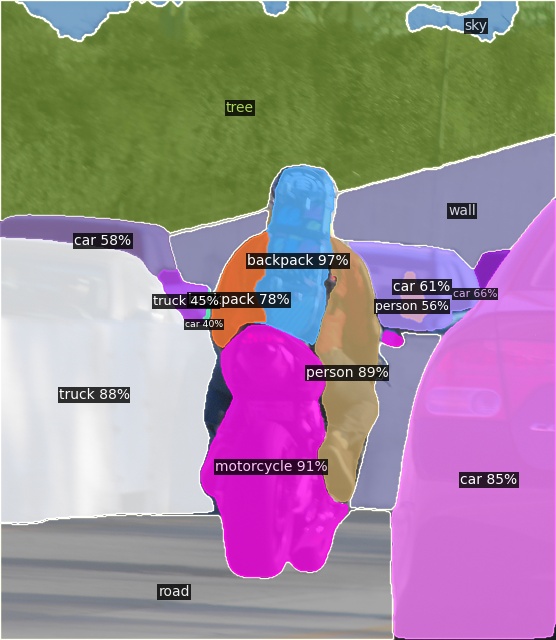 sky
tree
wall
car 58%
backpack 97%
car 61%
car 66%
truck 45%
pack 78%
person 56%
car 40%
person 89%
truck 88%
motorcycle 91%
car 85%
road